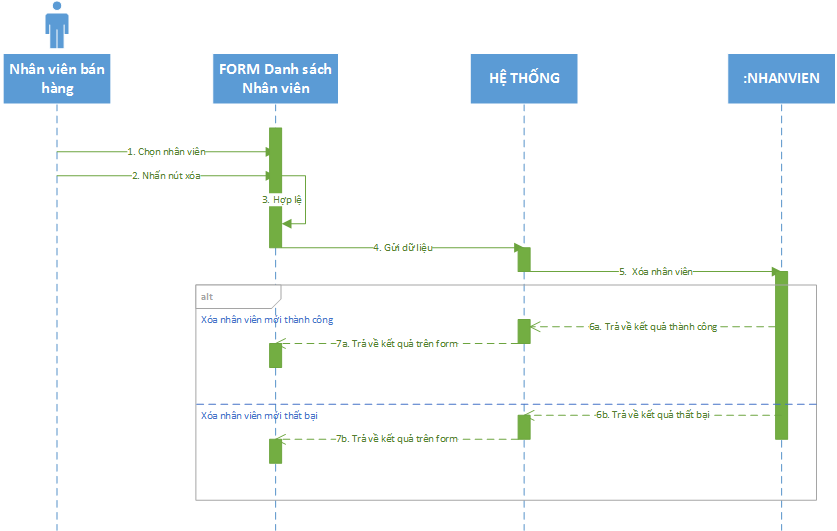 Nhân viên bán
hàng
FORM Danh sách
Nhân viên
HỆ THỐNG
:NHANVIEN
1. Chọn nhân viên
2. Nhấn nút xóa
3. Hợp lệ
4. Gửi dữ liệu
5. Xóa nhân viên
alt
Xóa nhân viên mới thành công
6a. Trả về kết quả thành công
7a. Trả về kết quả trên form
Xóa nhân viên mới thất bại
6b. Trả về kết quả thất bại
7b. Trả về kết quả trên form